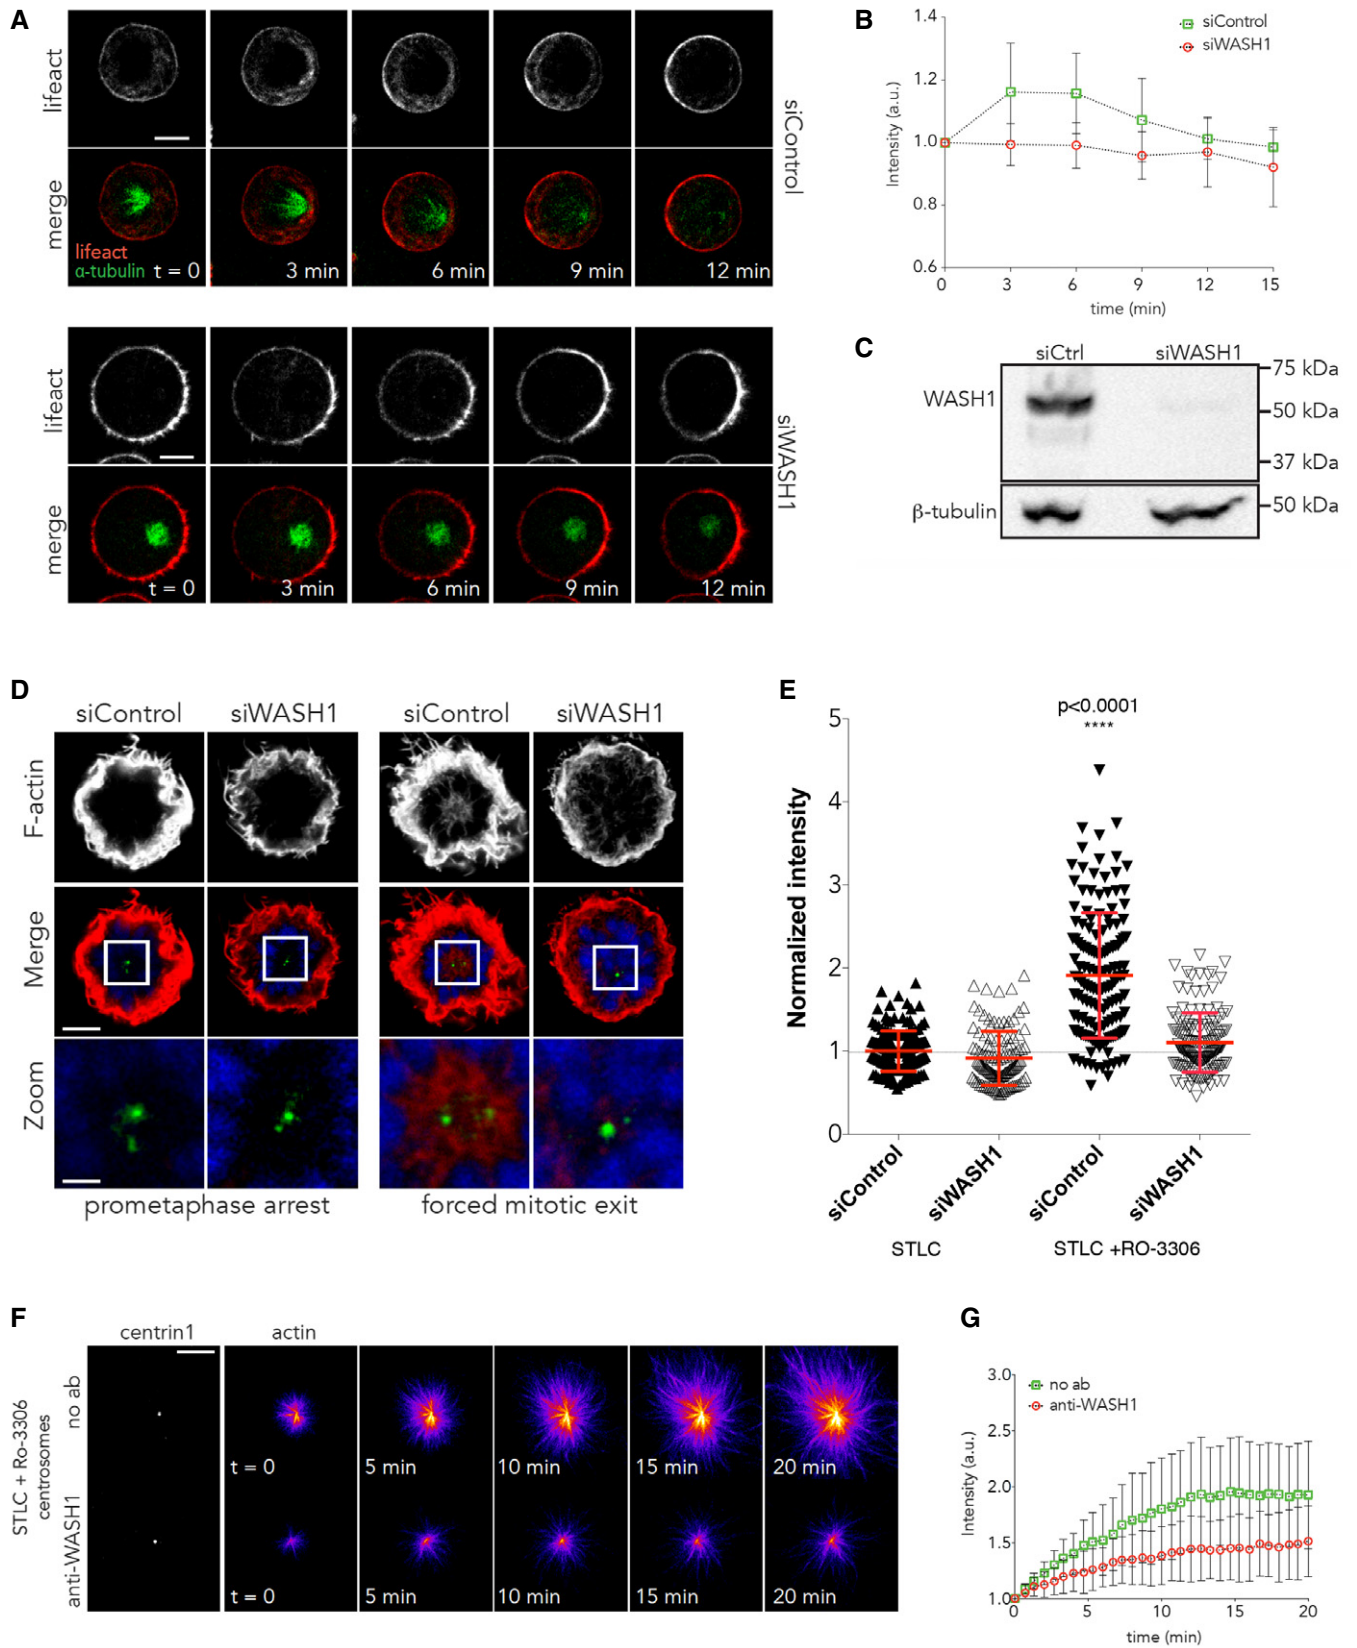 A
lifeact
merge
lifeact
α-tubulin
t = 0
3 min
6 min
9 min
12 min
siControl
lifeact
merge
t = 0
3 min
6 min
9 min
12 min
siWASH1
B
siControl
siWASH1
Intensity (a.u.)
1.4
1.2
1.0
0.8
0.6
0 3 6 9 12 15
time (min)
C
siCtrl siWASH1
WASH1
β-tubulin
75 kDa
50 kDa
37 kDa
50 kDa
D
siControl siWASH1 siControl siWASH1
F-actin
Merge
Zoom
prometaphase arrest forced mitotic exit
E
p<0.0001
****
Normalized intensity
5
4
3
2
1
0
siControl siWASH1 siControl siWASH1
STLC STLC +RO-3306
F
centrin1 actin
STLC + Ro-3306
centrosomes
no ab
t = 0 5 min 10 min 15 min 20 min
anti-WASH1
t = 0 5 min 10 min 15 min 20 min
G
no ab
anti-WASH1
Intensity (a.u.)
3.0
2.5
2.0
1.5
1.0
0 5 10 15 20
time (min)